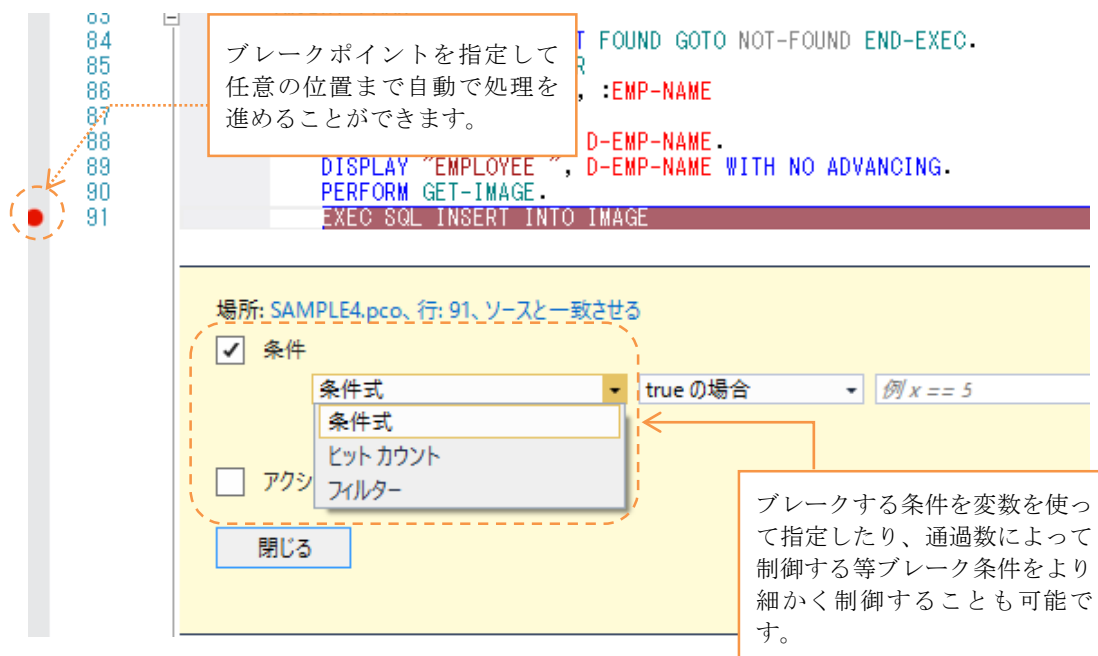 83
84 T FOUND GOTO NOT-FOUND END-EXEC.
85
86 , :EMP-NAME
87
88 D-EMP-NAME.
89 DISPLAY "EMPLOYEE ", D-EMP-NAME WITH NO ADVANCING.
90 PERFORM GET-IMAGE.
91 EXEC SQL INSERT INTO IMAGE
ブレークポイントを指定して
任意の位置まで自動で処理を
進めることができます。
場所: SAMPLE4.pco、行: 91、ソースと一致させる
条件
条件式 true の場合 例 x == 5
条件式
ヒット カウント
フィルター
アクシ
閉じる
ブレークする条件を変数を使っ
て指定したり、通過数によって
制御する等ブレーク条件をより
細かく制御することも可能で
す。